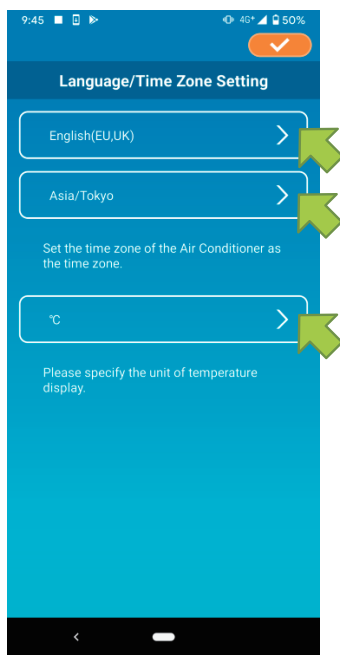 9:45 4G+ 50%
Language/Time Zone Setting
English(EU,UK)
Asia/Tokyo
Set the time zone of the Air Conditioner as
the time zone.
℃
Please specify the unit of temperature
display.